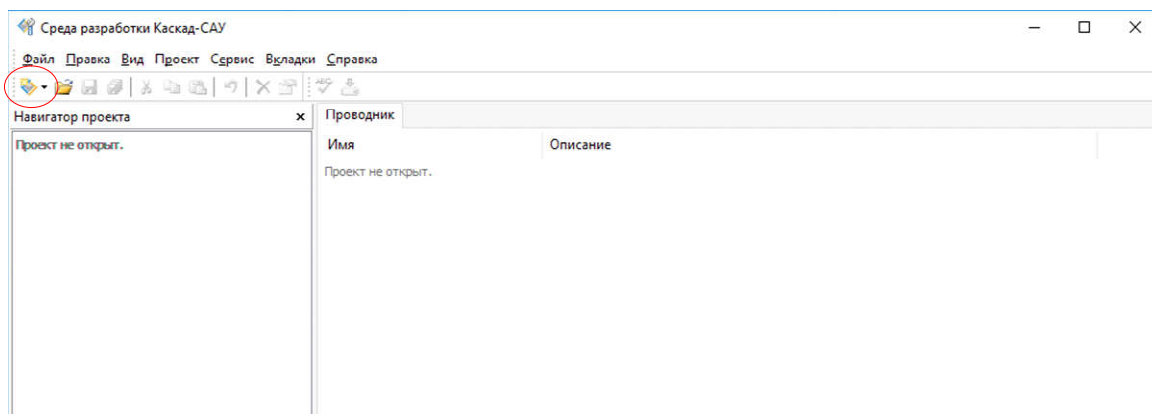 Среда разработки Каскад-САУ
Файл Правка Вид Проект Сервис Вкладки Справка
Навигатор проекта
Проводник
Проект не открыт.
Имя Описание
Проект не открыт.